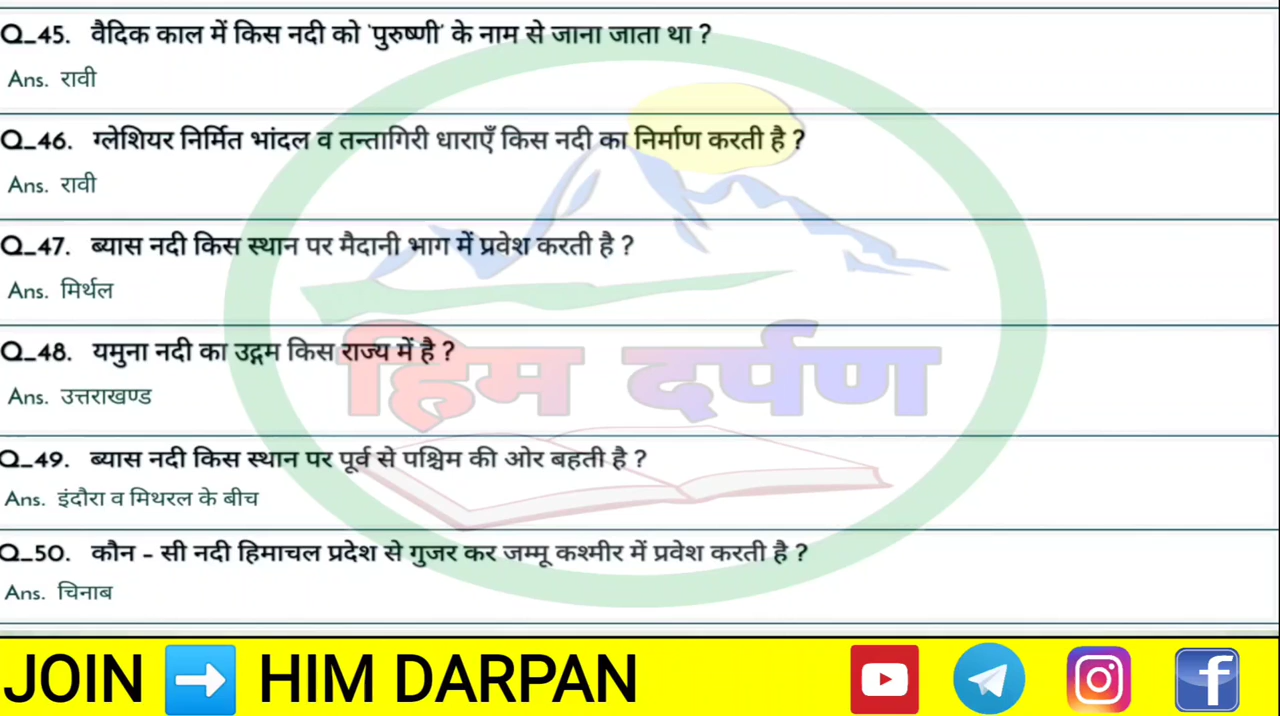 Q_45. वैदिक काल में किस नदी को 'पुरुष्णी' के नाम से जाना जाता था ?
Ans. रावी
Q_46. ग्लेशियर निर्मित भांदल व तन्तागिरी धाराएँ किस नदी का निर्माण करती है ?
Ans. रावी
Q_47. ब्यास नदी किस स्थान पर मैदानी भाग में प्रवेश करती है ?
Ans. मिर्थल
Q_48. यमुना नदी का उद्गम किस राज्य में है ?
Ans. उत्तराखण्ड
हिम दर्पण
Q_49. ब्यास नदी किस स्थान पर पूर्व से पश्चिम की ओर बहती है ?
Ans. इंदौरा व मिथरल के बीच
Q_50. कौन - सी नदी हिमाचल प्रदेश से गुजर कर जम्मू कश्मीर में प्रवेश करती है ?
Ans. चिनाब
JOIN ➡ HIM DARPAN